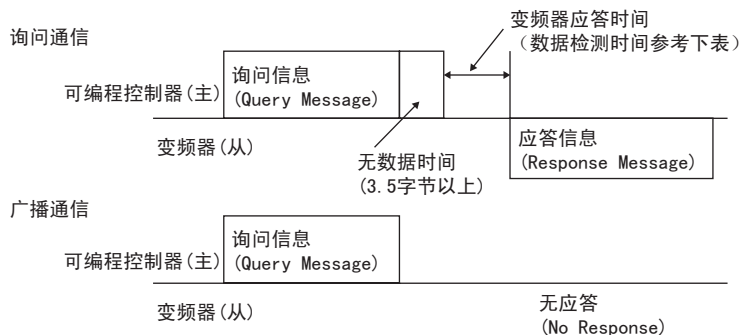 变频器应答时间
(数据检测时间参考下表)
询问通信
可编程控制器(主)
询问信息
(Query Message)
变频器(从)
无数据时间
(3.5字节以上)
应答信息
(Response Message)
广播通信
可编程控制器(主)
询问信息
(Query Message)
变频器(从)
无应答
(No Response)